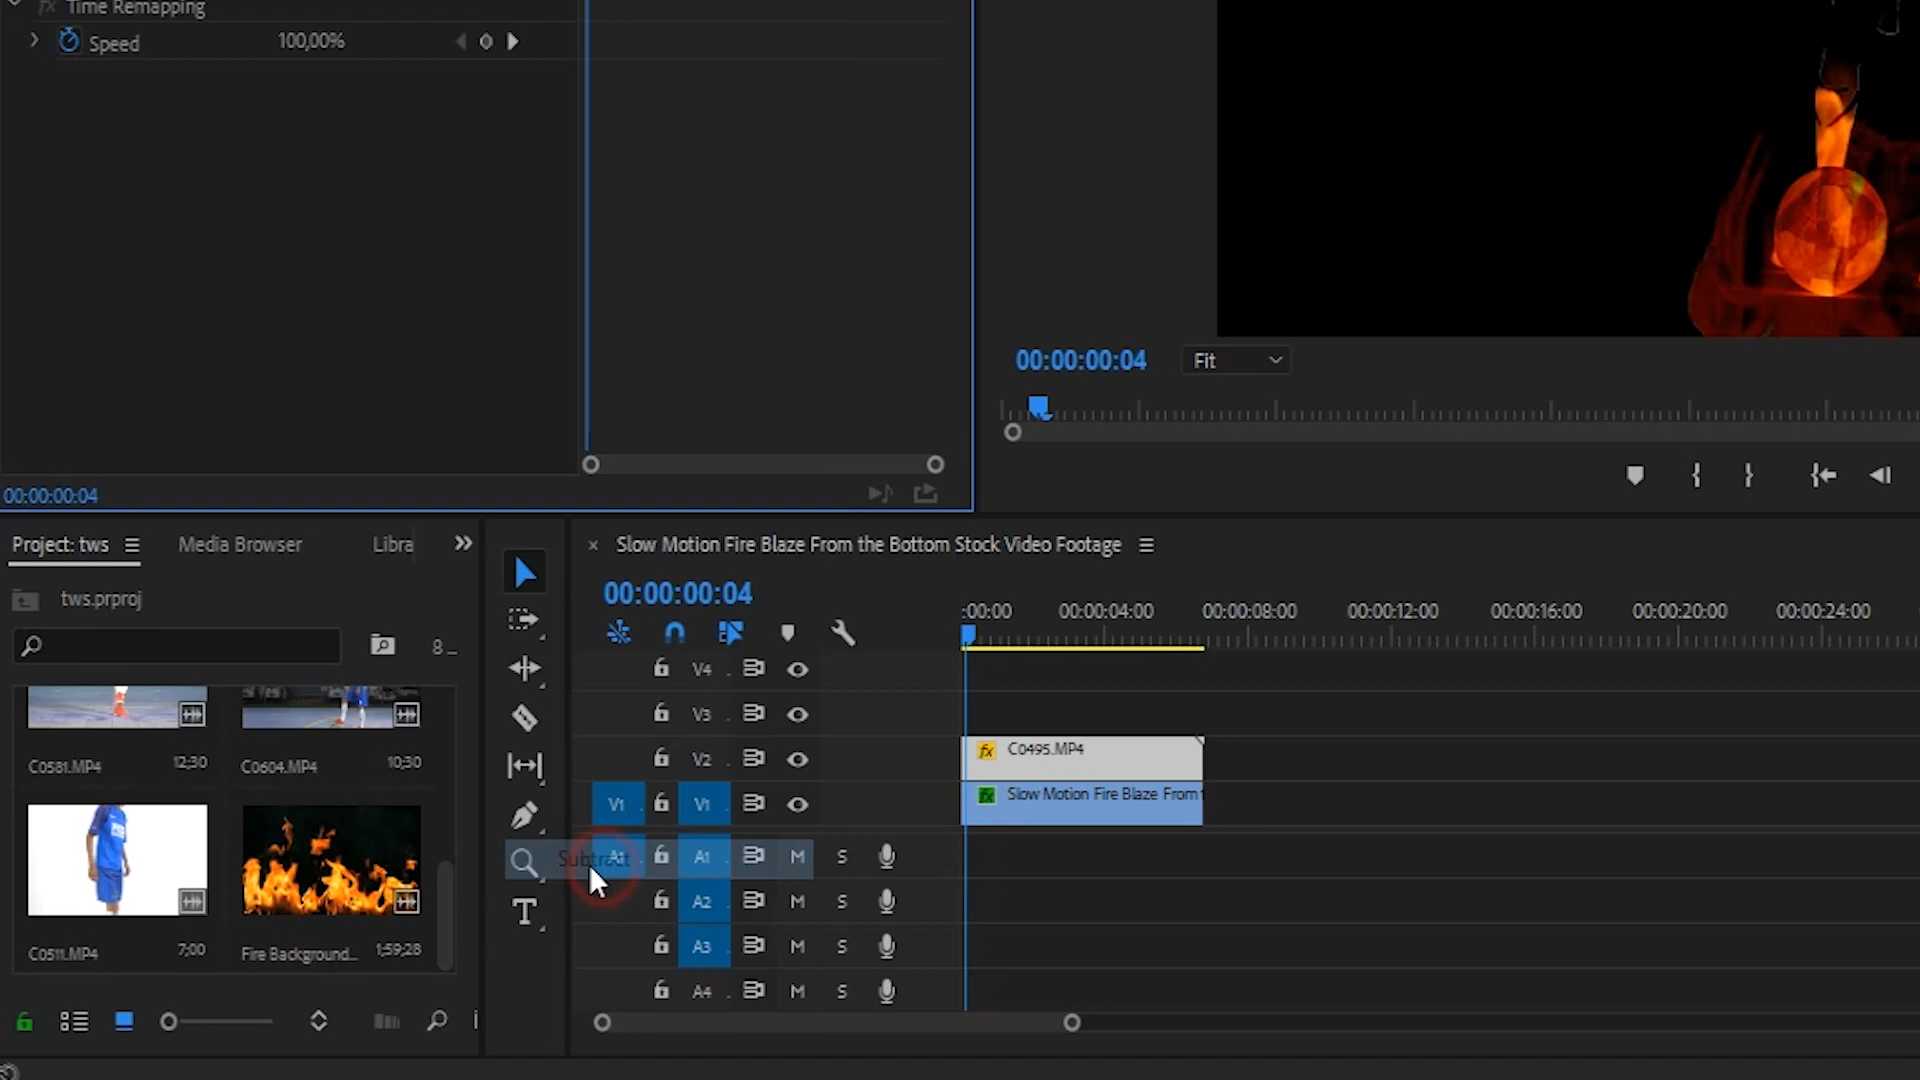 fx Time Remapping
Speed 100,00%
00:00:00:04 Fit
00:00:00:04
Project: tws Media Browser Libra
tws.prproj
8
C0581.MP4 12;30 C0604.MP4 10;30
C0511.MP4 7;00 Fire Background... 1;59;28
T
× Slow Motion Fire Blaze From the Bottom Stock Video Footage
00:00:00:04
:00:00 00:00:04:00 00:00:08:00 00:00:12:00 00:00:16:00 00:00:20:00 00:00:24:00
V4
V3
V2 fx C0495.MP4
V1 V1 fx Slow Motion Fire Blaze From
Subtract A1 A1 M S
A2 M S
A3 M S
A4 M S